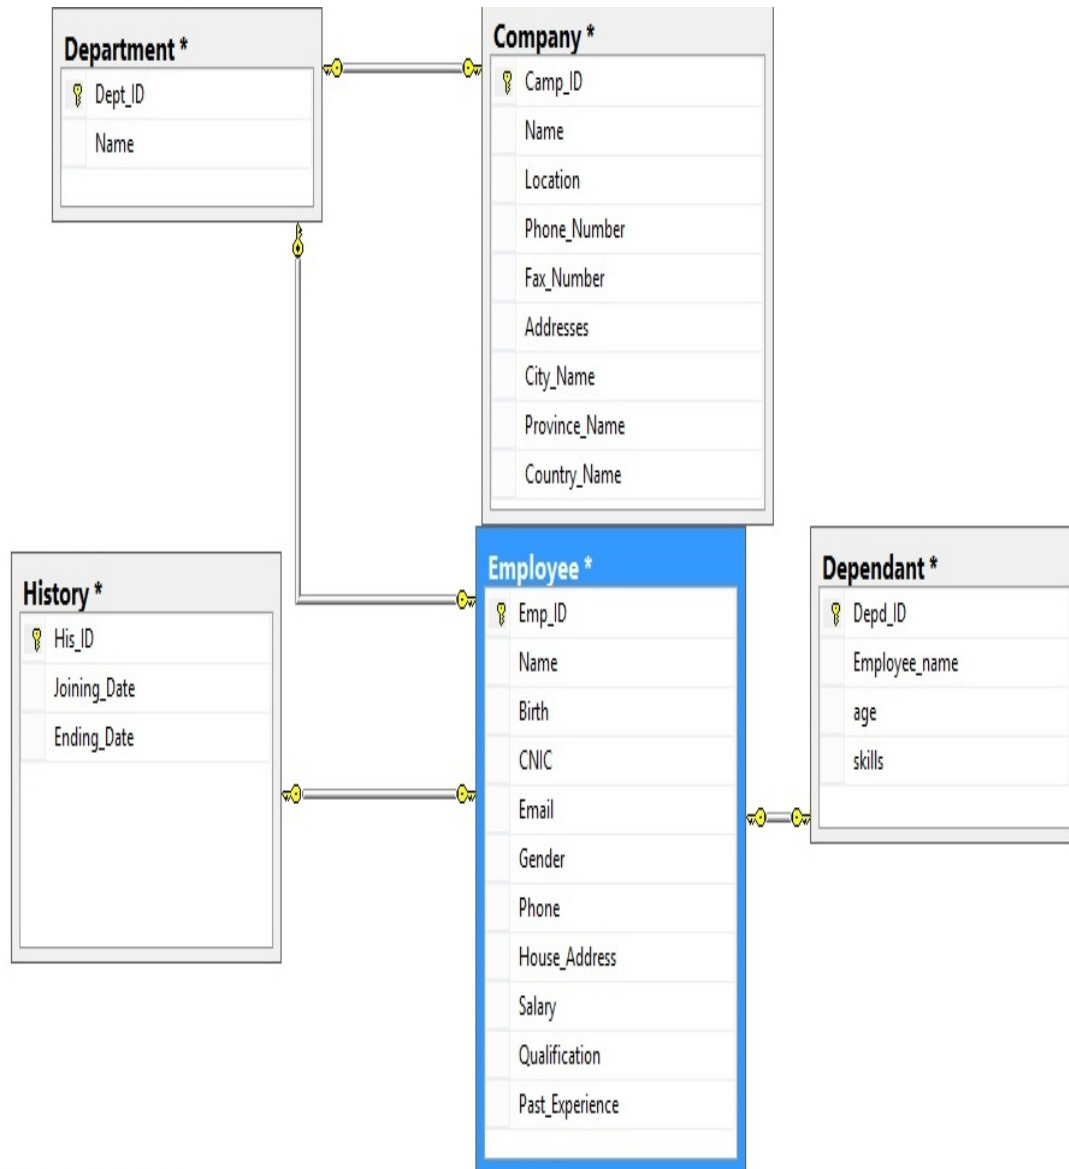 Department *
Dept_ID
Name
Company *
Camp_ID
Name
Location
Phone_Number
Fax_Number
Addresses
City_Name
Province_Name
Country_Name
History *
His_ID
Joining_Date
Ending_Date
Employee *
Emp_ID
Name
Birth
CNIC
Email
Gender
Phone
House_Address
Salary
Qualification
Past_Experience
Dependant *
Depd_ID
Employee_name
age
skills